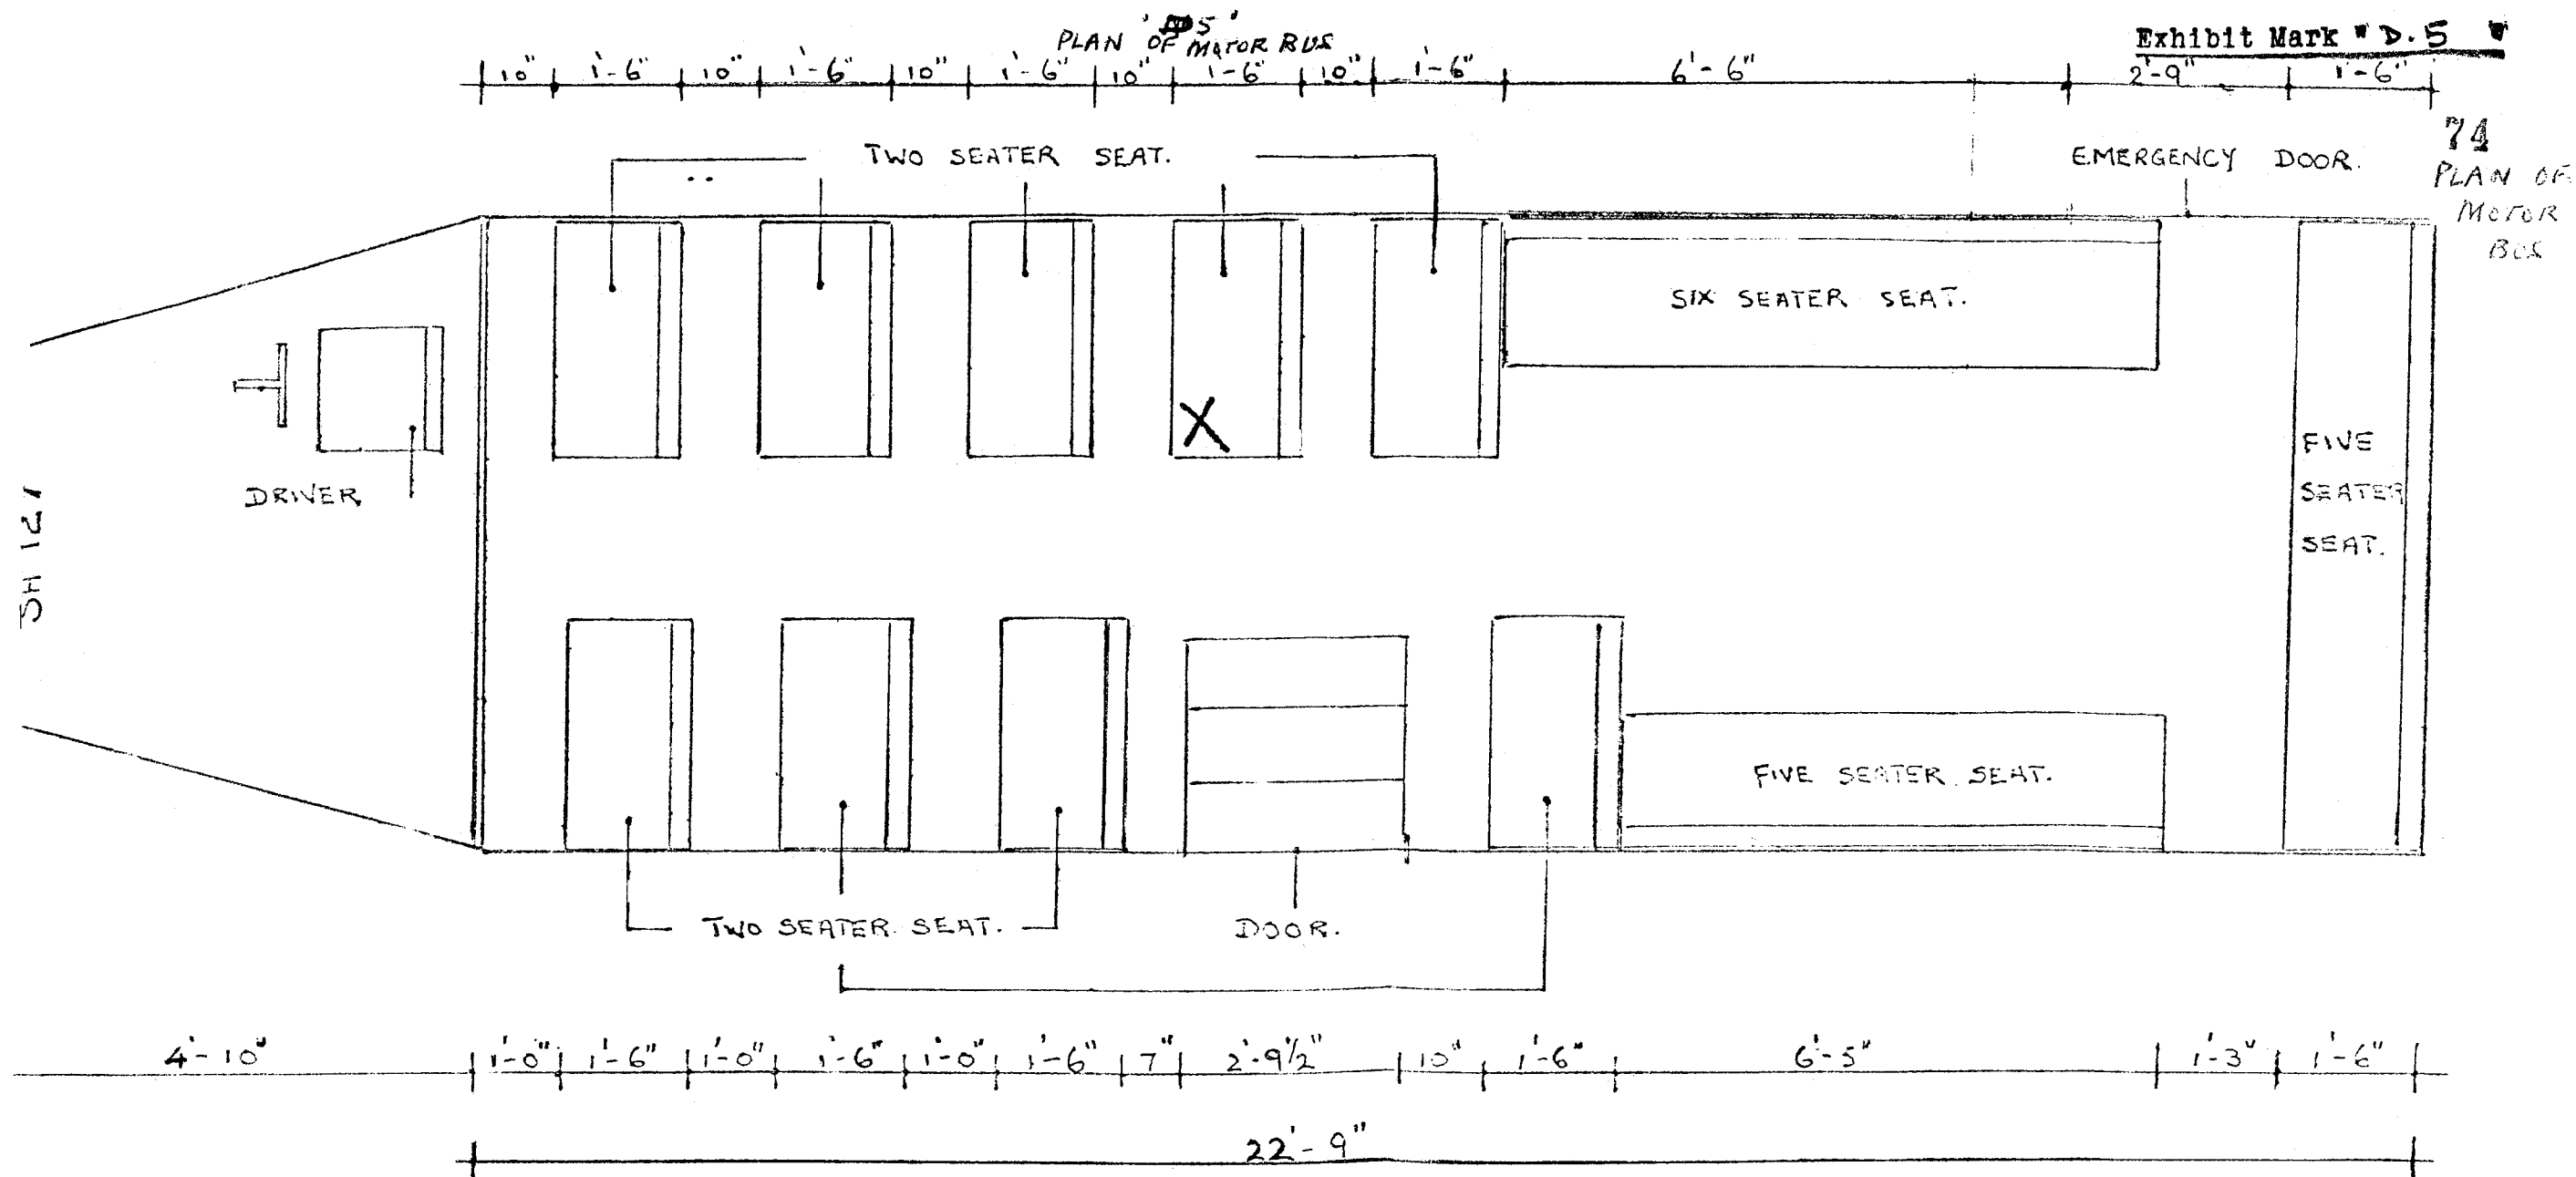 ' D5 '
PLAN OF MOTOR BUS
Exhibit Mark " D.5 "
10" 1'-6" 10" 1'-6" 10" 1'-6" 10" 1'-6" 10" 1'-6" 6'-6" 2'-9" 1'-6"
74
PLAN OF
MOTOR
BUS
TWO SEATER SEAT.
EMERGENCY DOOR.
SIX SEATER SEAT.
X
DRIVER
SH 127
FIVE
SEATER
SEAT.
FIVE SEATER SEAT.
TWO SEATER SEAT.
DOOR.
4'-10" 1'-0" 1'-6" 1'-0" 1'-6" 1'-0" 1'-6" 7" 2'-9½" 10" 1'-6" 6'-5" 1'-3" 1'-6"
22'-9"